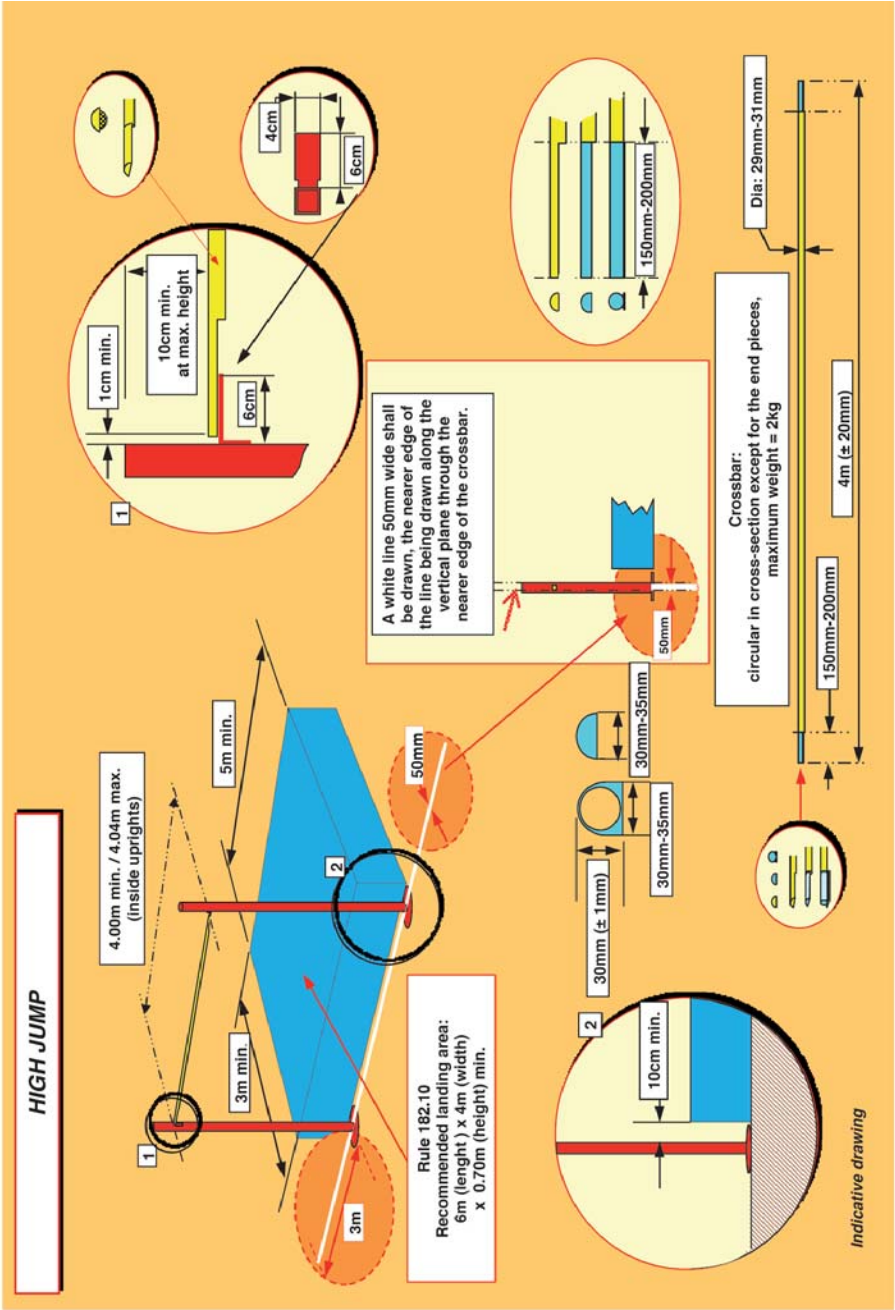 HIGH JUMP
4.00m min. / 4.04m max.
(inside uprights)
5m min.
3m min.
1
2
50mm
3m
Rule 182.10
Recommended landing area:
6m (lenght ) x 4m (width)
x 0.70m (height) min.
1
1cm min.
10cm min.
at max. height
6cm
4cm
6cm
A white line 50mm wide shall
be drawn, the nearer edge of
the line being drawn along the
vertical plane through the
nearer edge of the crossbar.
50mm
150mm-200mm
2
10cm min.
30mm (± 1mm)
30mm-35mm
30mm-35mm
Crossbar:
circular in cross-section except for the end pieces,
maximum weight = 2kg
Dia: 29mm-31mm
150mm-200mm
4m (± 20mm)
Indicative drawing